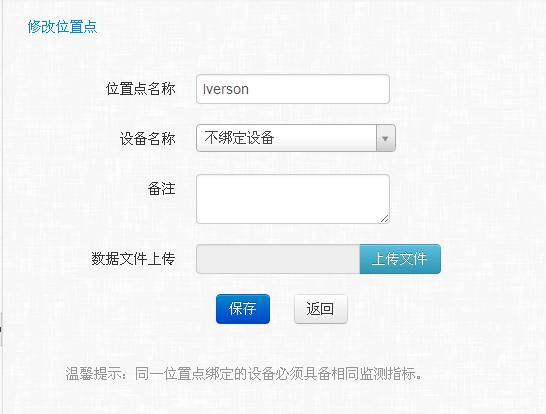 修改位置点
位置点名称 Iverson
设备名称 不绑定设备
备注
数据文件上传 上传文件
保存 返回
温馨提示：同一位置点绑定的设备必须具备相同监测指标。